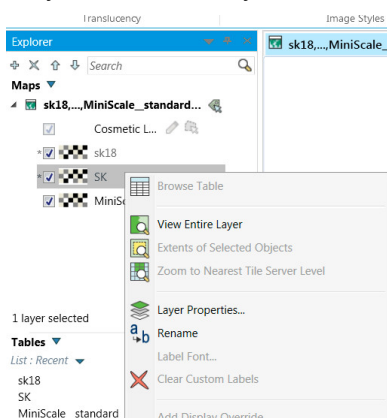 Translucency
Image Styles
Explorer
sk18,...,MiniScale_
Search
Maps
sk18,...,MiniScale_standard...
Cosmetic L...
* sk18
* SK
Browse Table
View Entire Layer
Extents of Selected Objects
Zoom to Nearest Tile Server Level
1 layer selected
Layer Properties...
Tables
Rename
List : Recent
Label Font...
sk18
Clear Custom Labels
SK
MiniScale_standard
Add Display Override